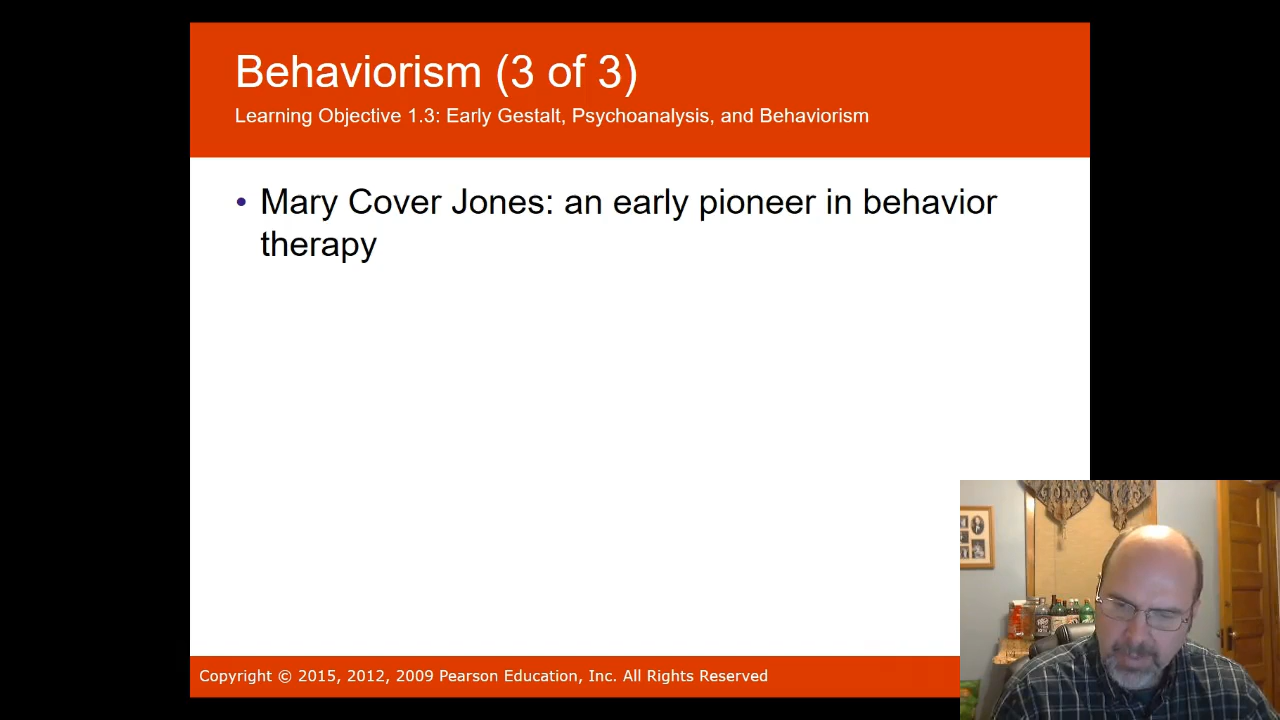 Behaviorism (3 of 3)
Learning Objective 1.3: Early Gestalt, Psychoanalysis, and Behaviorism
• Mary Cover Jones: an early pioneer in behavior
therapy
Copyright © 2015, 2012, 2009 Pearson Education, Inc. All Rights Reserved